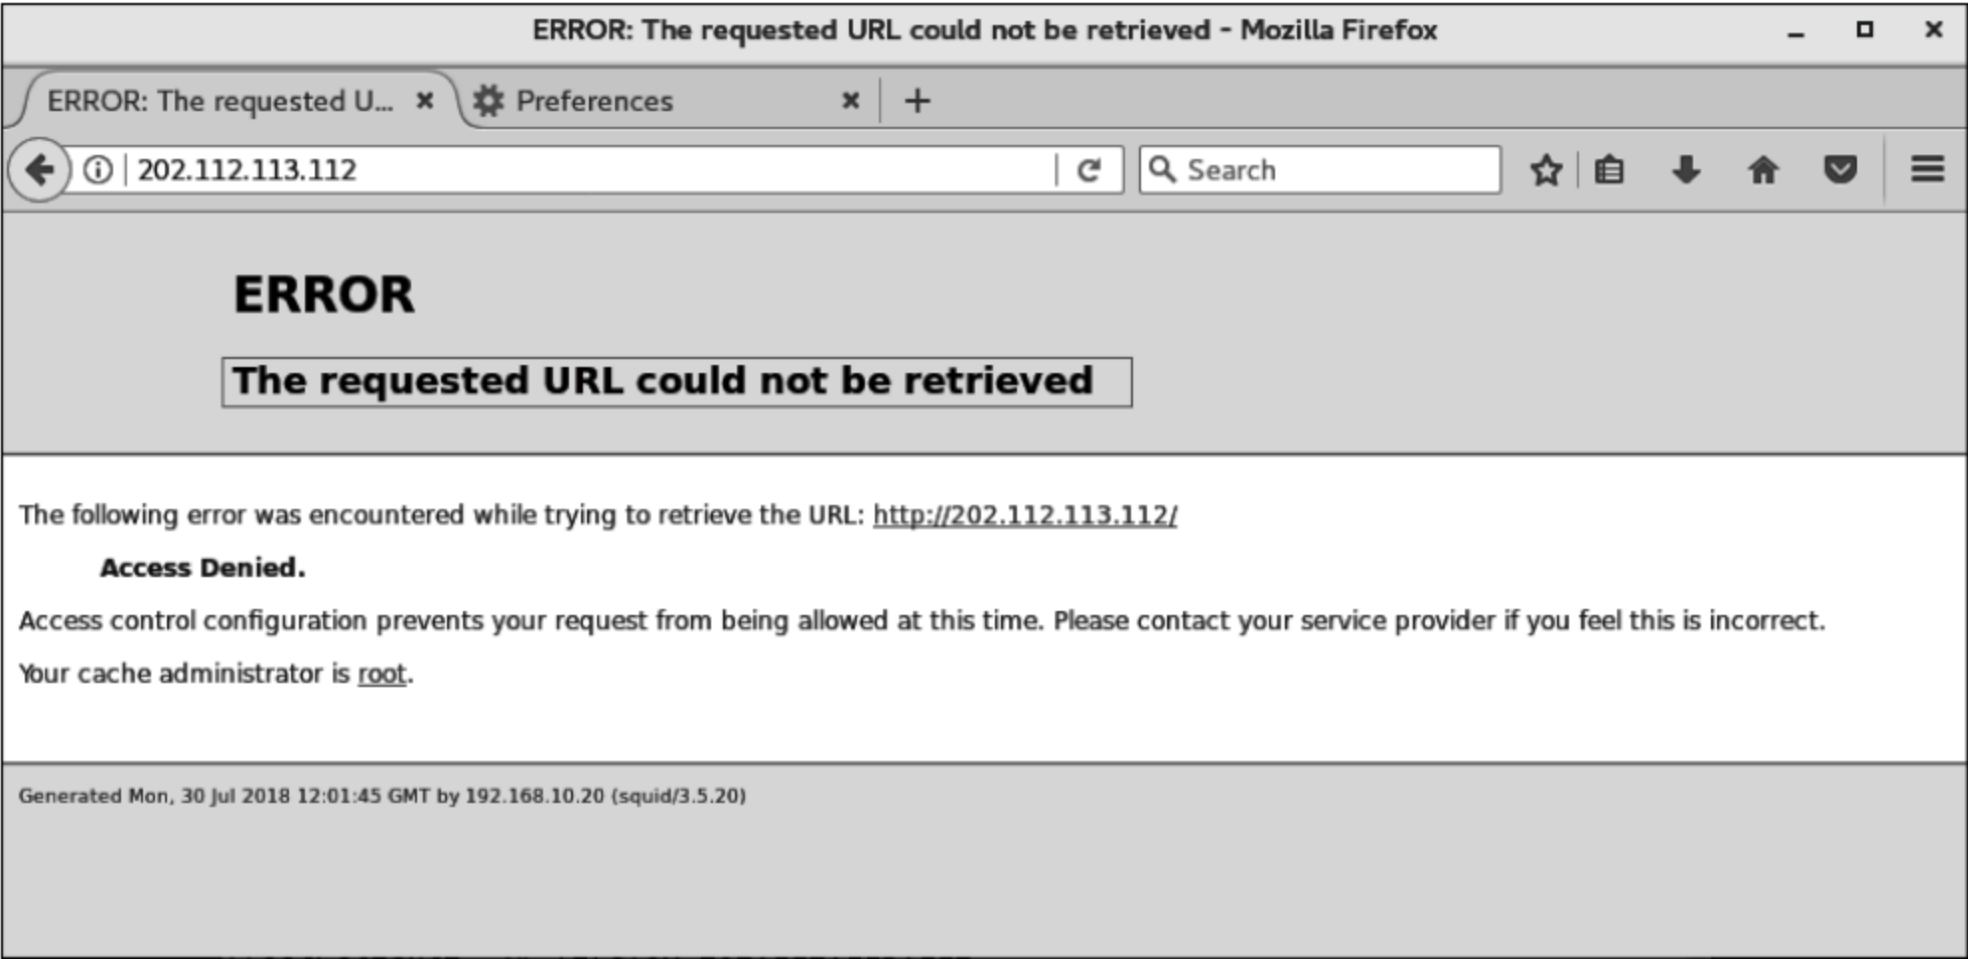 ERROR: The requested URL could not be retrieved - Mozilla Firefox
ERROR: The requested U... Preferences
202.112.113.112 Search
ERROR
The requested URL could not be retrieved
The following error was encountered while trying to retrieve the URL: http://202.112.113.112/
Access Denied.
Access control configuration prevents your request from being allowed at this time. Please contact your service provider if you feel this is incorrect.
Your cache administrator is root.
Generated Mon, 30 Jul 2018 12:01:45 GMT by 192.168.10.20 (squid/3.5.20)